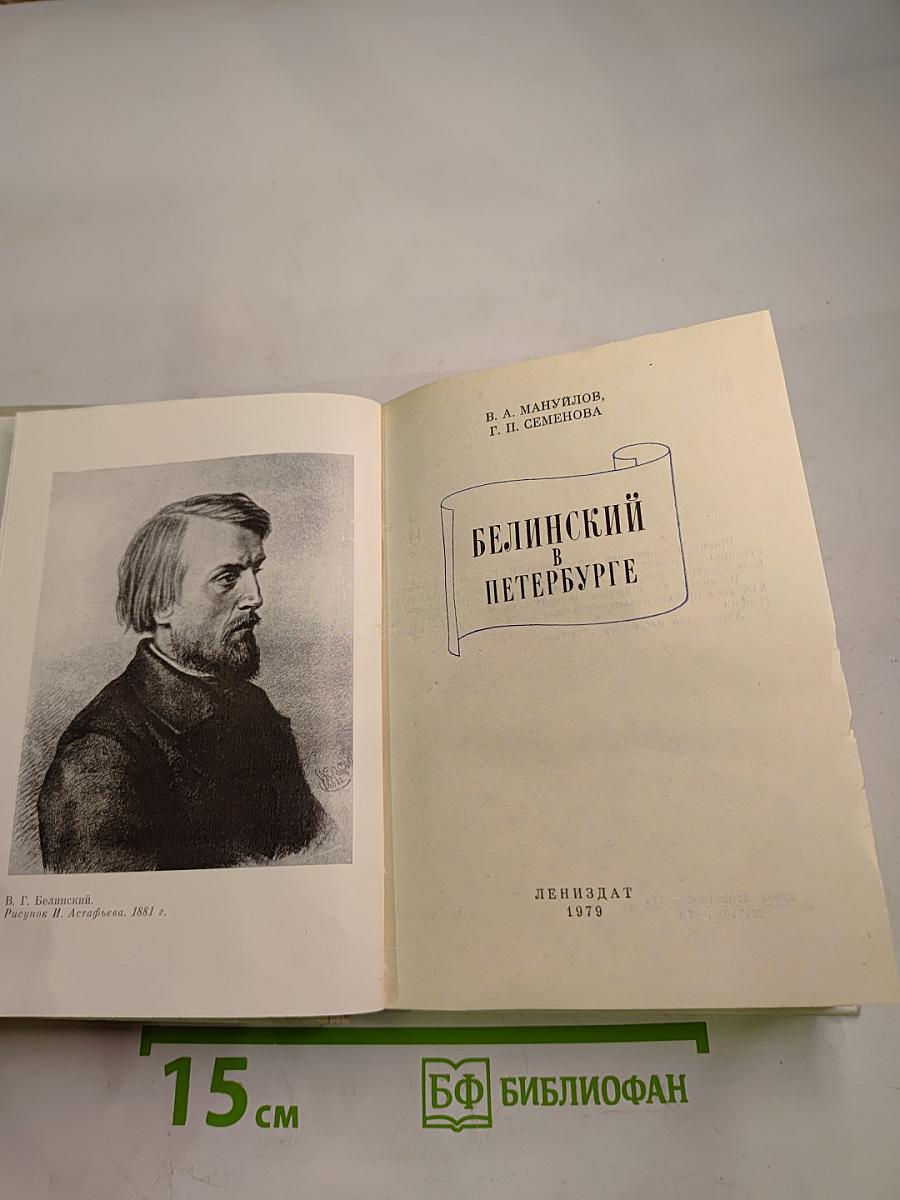 В. Г. Белинский.
Рисунок И. Астафьева. 1881 г.
В. А. МАНУЙЛОВ,
Г. П. СЕМЕНОВА
БЕЛИНСКИЙ
В
ПЕТЕРБУРГЕ
ЛЕНИЗДАТ
1979
15 см
БФ БИБЛИОФАН